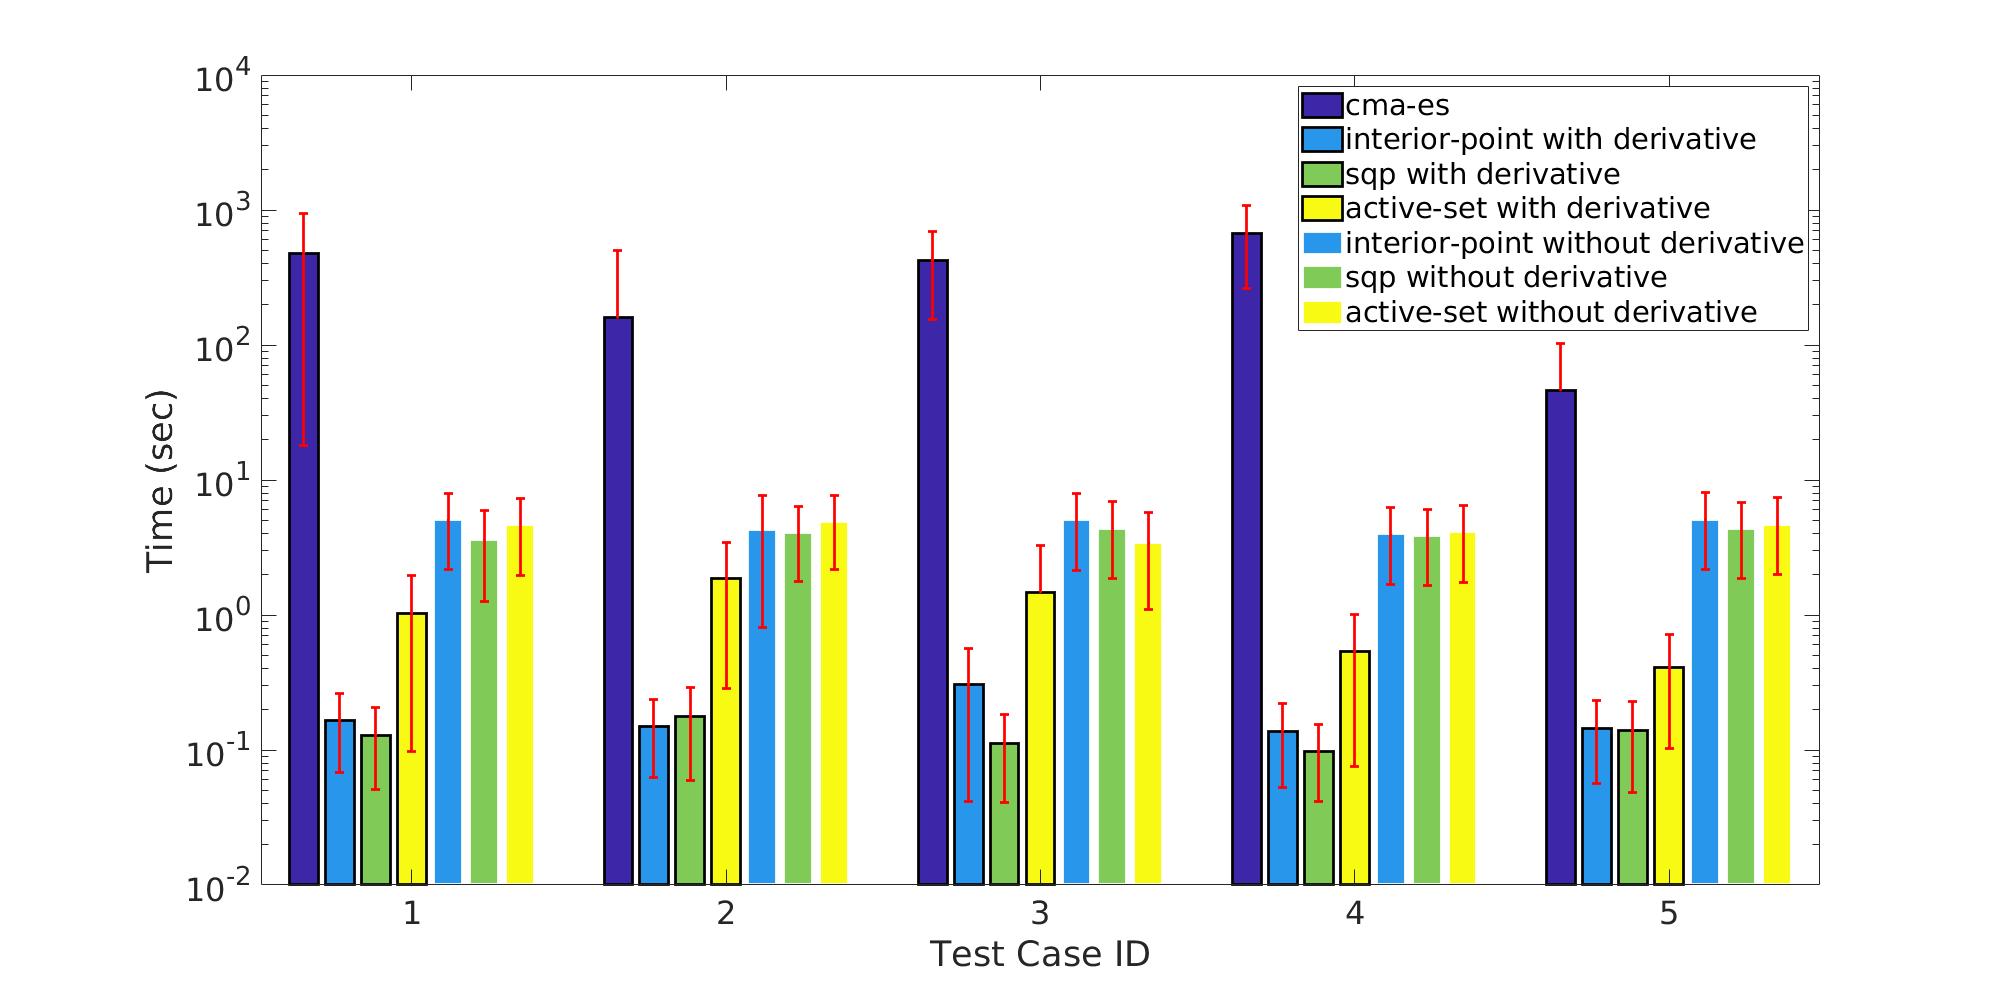 10^4
10^3
10^2
10^1
10^0
10^-1
10^-2
Time (sec)
cma-es
interior-point with derivative
sqp with derivative
active-set with derivative
interior-point without derivative
sqp without derivative
active-set without derivative
1 2 3 4 5
Test Case ID